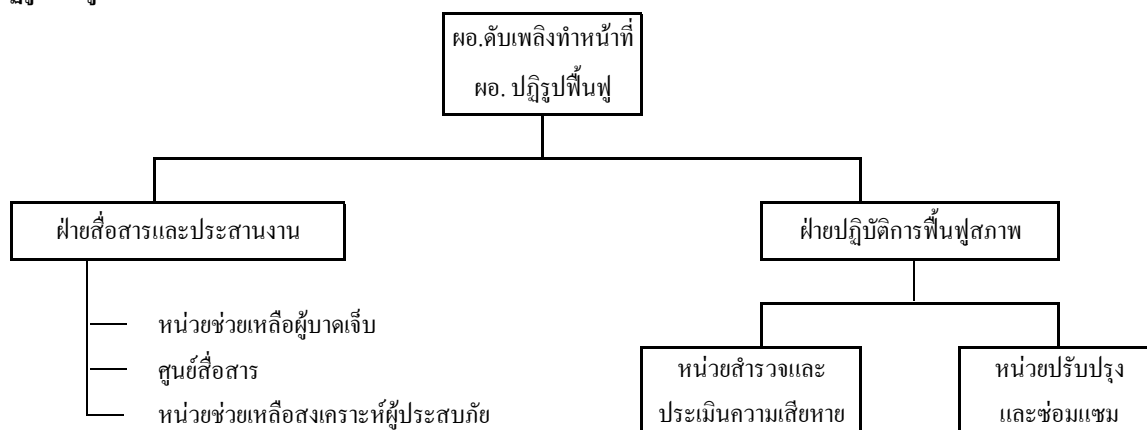 ผอ.ดับเพลิงทำหน้าที่
ผอ. ปฏิรูปฟื้นฟู
ฝ่ายสื่อสารและประสานงาน
ฝ่ายปฏิบัติการฟื้นฟูสภาพ
หน่วยช่วยเหลือผู้บาดเจ็บ
ศูนย์สื่อสาร
หน่วยช่วยเหลือสงเคราะห์ผู้ประสบภัย
หน่วยสำรวจและ
ประเมินความเสียหาย
หน่วยปรับปรุง
และซ่อมแซม